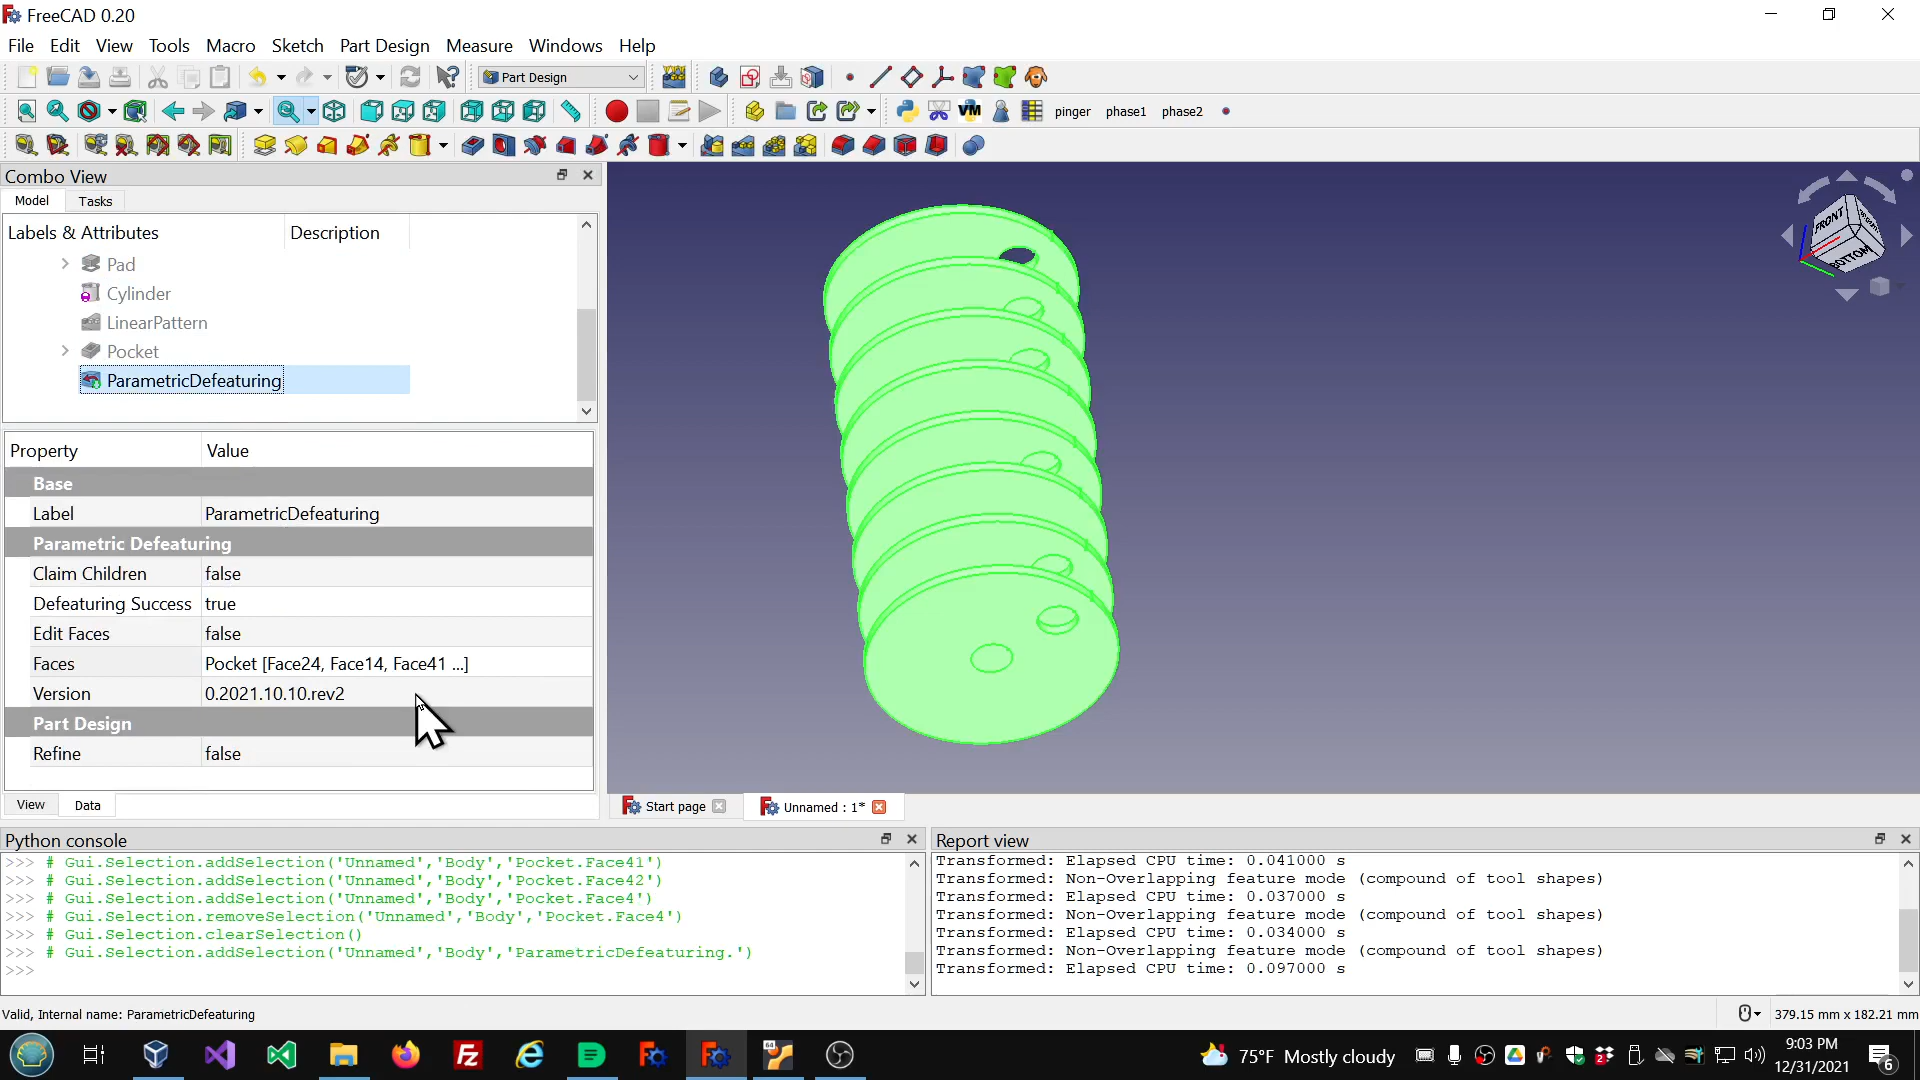 FreeCAD 0.20
File Edit View Tools Macro Sketch Part Design Measure Windows Help
Part Design
VM pinger phase1 phase2
Combo View
Model Tasks
Labels & Attributes Description
Pad
Cylinder
LinearPattern
Pocket
ParametricDefeaturing
Property Value
Base
Label ParametricDefeaturing
Parametric Defeaturing
Claim Children false
Defeaturing Success true
Edit Faces false
Faces Pocket [Face24, Face14, Face41 ...]
Version 0.2021.10.10.rev2
Part Design
Refine false
View Data
FRONT
BOTTOM
Start page Unnamed : 1*
Python console
>>> # Gui.Selection.addSelection('Unnamed','Body','Pocket.Face41')
>>> # Gui.Selection.addSelection('Unnamed','Body','Pocket.Face42')
>>> # Gui.Selection.addSelection('Unnamed','Body','Pocket.Face4')
>>> # Gui.Selection.removeSelection('Unnamed','Body','Pocket.Face4')
>>> # Gui.Selection.clearSelection()
>>> # Gui.Selection.addSelection('Unnamed','Body','ParametricDefeaturing.')
>>>
Report view
Transformed: Elapsed CPU time: 0.041000 s
Transformed: Non-Overlapping feature mode (compound of tool shapes)
Transformed: Elapsed CPU time: 0.037000 s
Transformed: Non-Overlapping feature mode (compound of tool shapes)
Transformed: Elapsed CPU time: 0.034000 s
Transformed: Non-Overlapping feature mode (compound of tool shapes)
Transformed: Elapsed CPU time: 0.097000 s
Valid, Internal name: ParametricDefeaturing
379.15 mm x 182.21 mm
75°F Mostly cloudy
9:03 PM
12/31/2021
6